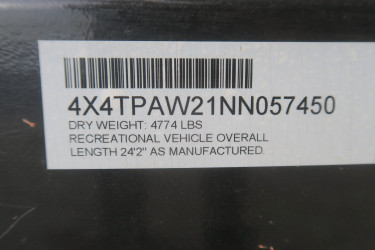 4X4TPAW21NN057450
DRY WEIGHT: 4774 LBS
RECREATIONAL VEHICLE OVERALL
LENGTH 24'2" AS MANUFACTURED.